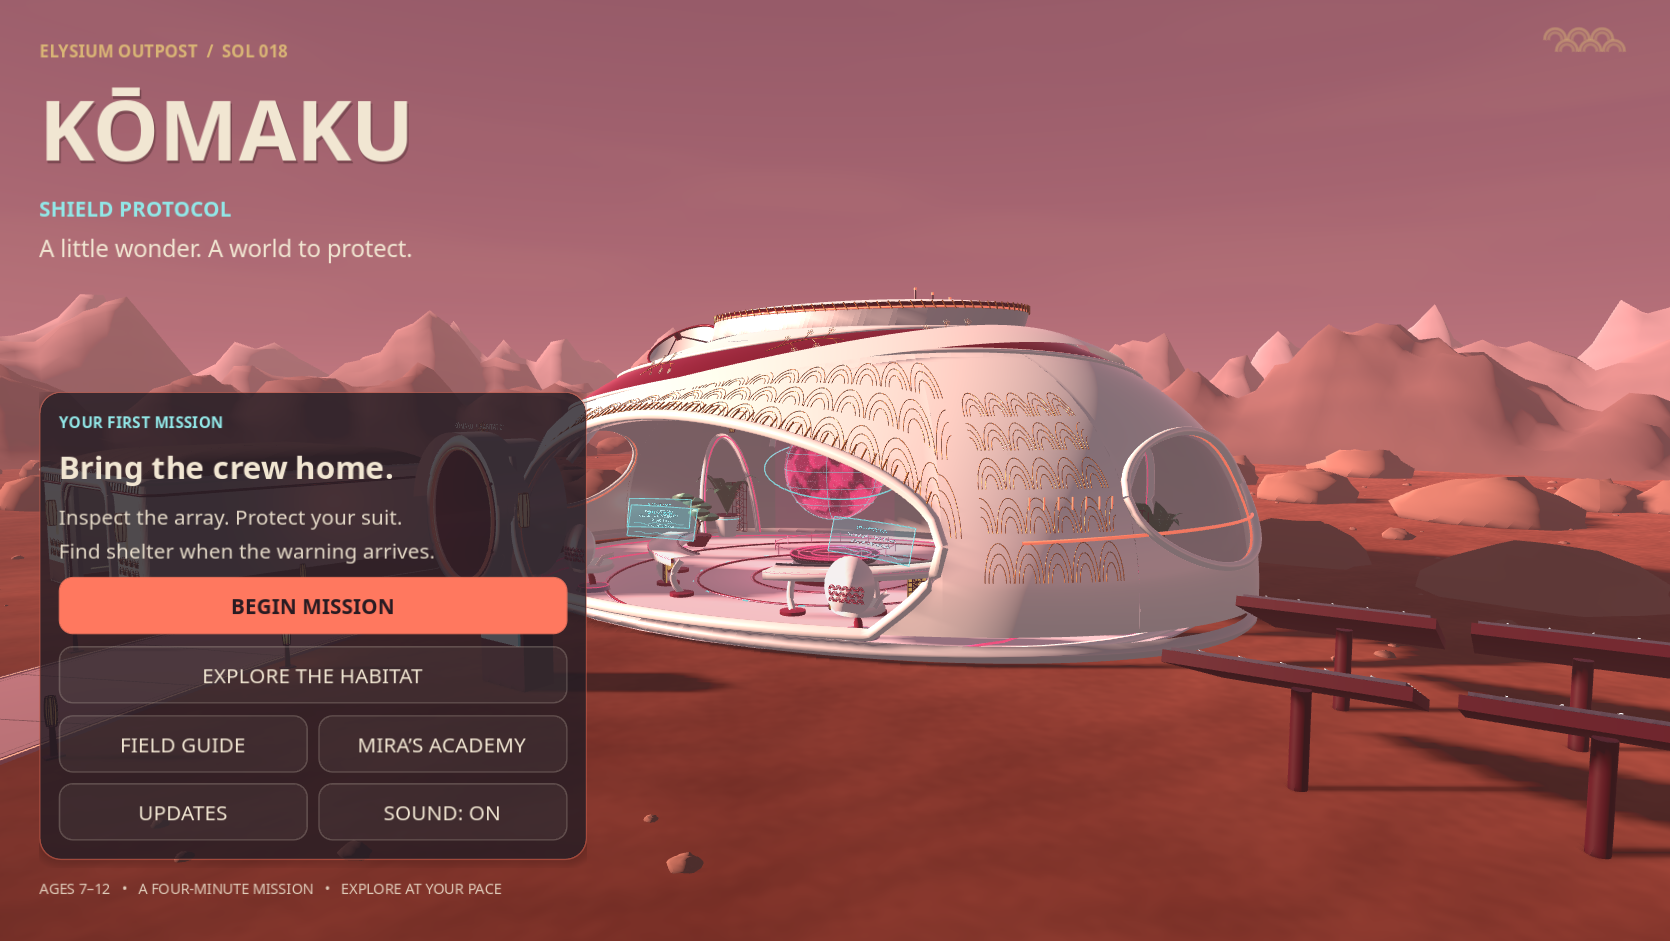 ELYSIUM OUTPOST / SOL 018
KŌMAKU
SHIELD PROTOCOL
A little wonder. A world to protect.
YOUR FIRST MISSION
Bring the crew home.
Inspect the array. Protect your suit.
Find shelter when the warning arrives.
BEGIN MISSION
EXPLORE THE HABITAT
FIELD GUIDE
MIRA’S ACADEMY
UPDATES
SOUND: ON
AGES 7–12 • A FOUR-MINUTE MISSION • EXPLORE AT YOUR PACE